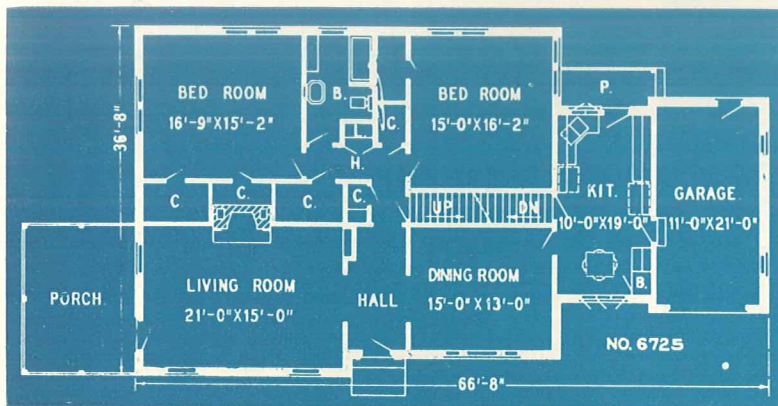 BED ROOM
16'-9"X15'-2"
B.
C.
BED ROOM
15'-0"X16'-2"
P.
36'-8"
H.
C.
C.
C.
C.
UP
DN
KIT.
10'-0"X19'-0"
GARAGE
11'-0"X21'-0"
PORCH
LIVING ROOM
21'-0"X15'-0"
HALL
DINING ROOM
15'-0"X13'-0"
B.
NO. 6725
66'-8"